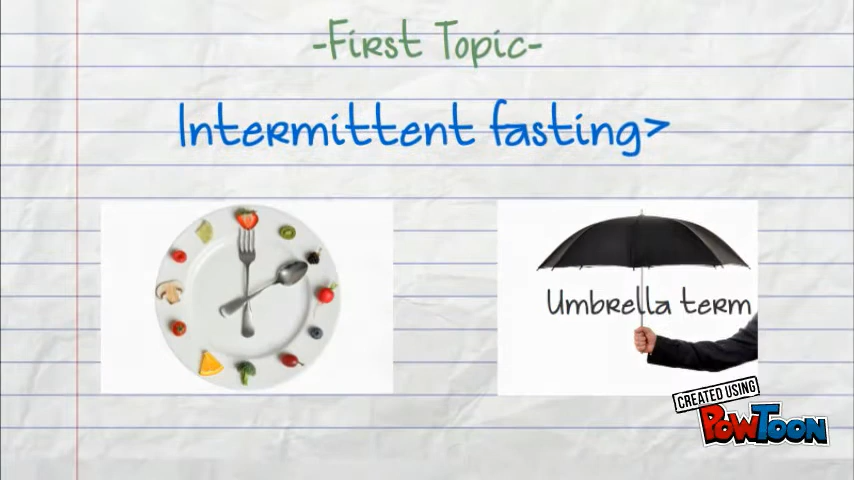 -First Topic-
Intermittent fasting>
Umbrella term
CREATED USING
POWTOON